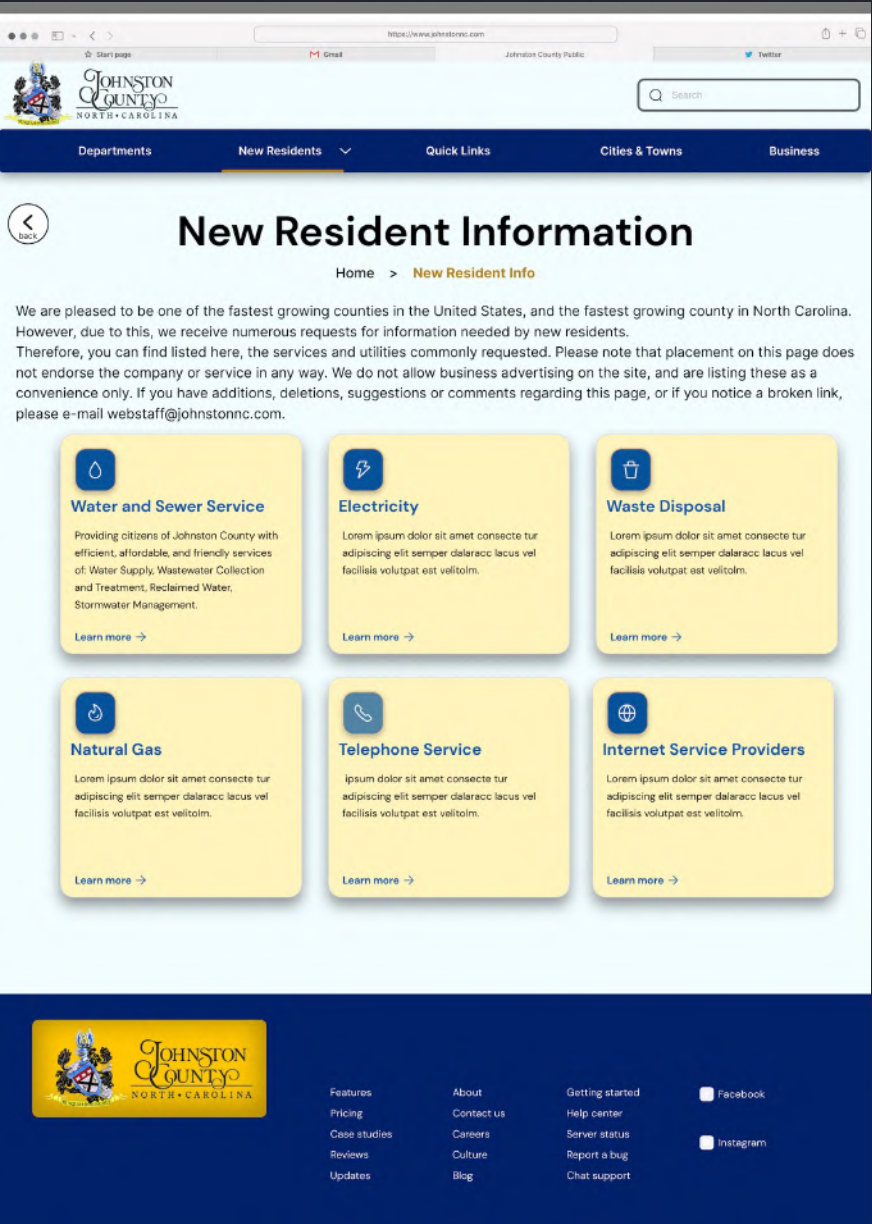 https://www.johnstonnc.com
Start page
Gmail
Johnston County Public
Twitter
JOHNSTON
COUNTY
NORTH•CAROLINA
Search
Departments
New Residents
Quick Links
Cities & Towns
Business
back
New Resident Information
Home > New Resident Info
We are pleased to be one of the fastest growing counties in the United States, and the fastest growing county in North Carolina.
However, due to this, we receive numerous requests for information needed by new residents.
Therefore, you can find listed here, the services and utilities commonly requested. Please note that placement on this page does
not endorse the company or service in any way. We do not allow business advertising on the site, and are listing these as a
convenience only. If you have additions, deletions, suggestions or comments regarding this page, or if you notice a broken link,
please e-mail webstaff@johnstonnc.com.
Water and Sewer Service
Providing citizens of Johnston County with
efficient, affordable, and friendly services
of: Water Supply, Wastewater Collection
and Treatment, Reclaimed Water,
Stormwater Management.
Learn more →
Electricity
Lorem ipsum dolor sit amet consecte tur
adipiscing elit semper dalaracc lacus vel
facilisis volutpat est velitolm.
Learn more →
Waste Disposal
Lorem ipsum dolor sit amet consecte tur
adipiscing elit semper dalaracc lacus vel
facilisis volutpat est velitolm.
Learn more →
Natural Gas
Lorem ipsum dolor sit amet consecte tur
adipiscing elit semper dalaracc lacus vel
facilisis volutpat est velitolm.
Learn more →
Telephone Service
ipsum dolor sit amet consecte tur
adipiscing elit semper dalaracc lacus vel
facilisis volutpat est velitolm.
Learn more →
Internet Service Providers
Lorem ipsum dolor sit amet consecte tur
adipiscing elit semper dalaracc lacus vel
facilisis volutpat est velitolm.
Learn more →
JOHNSTON
COUNTY
NORTH•CAROLINA
Features
Pricing
Case studies
Reviews
Updates
About
Contact us
Careers
Culture
Blog
Getting started
Help center
Server status
Report a bug
Chat support
Facebook
Instagram